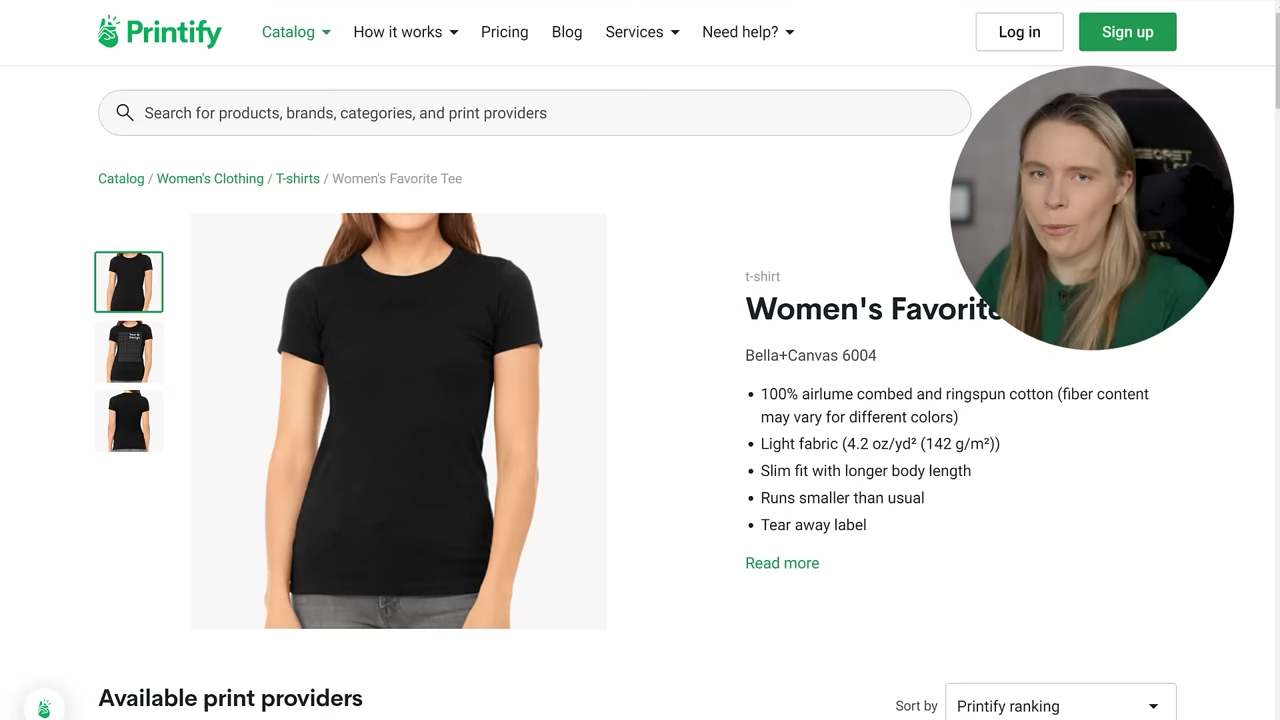 Printify
Catalog
How it works
Pricing
Blog
Services
Need help?
Log in
Sign up
Search for products, brands, categories, and print providers
Catalog / Women's Clothing / T-shirts / Women's Favorite Tee
t-shirt
Women's Favorite
Bella+Canvas 6004
• 100% airlume combed and ringspun cotton (fiber content
may vary for different colors)
• Light fabric (4.2 oz/yd² (142 g/m²))
• Slim fit with longer body length
• Runs smaller than usual
• Tear away label
Read more
Available print providers
Sort by
Printify ranking